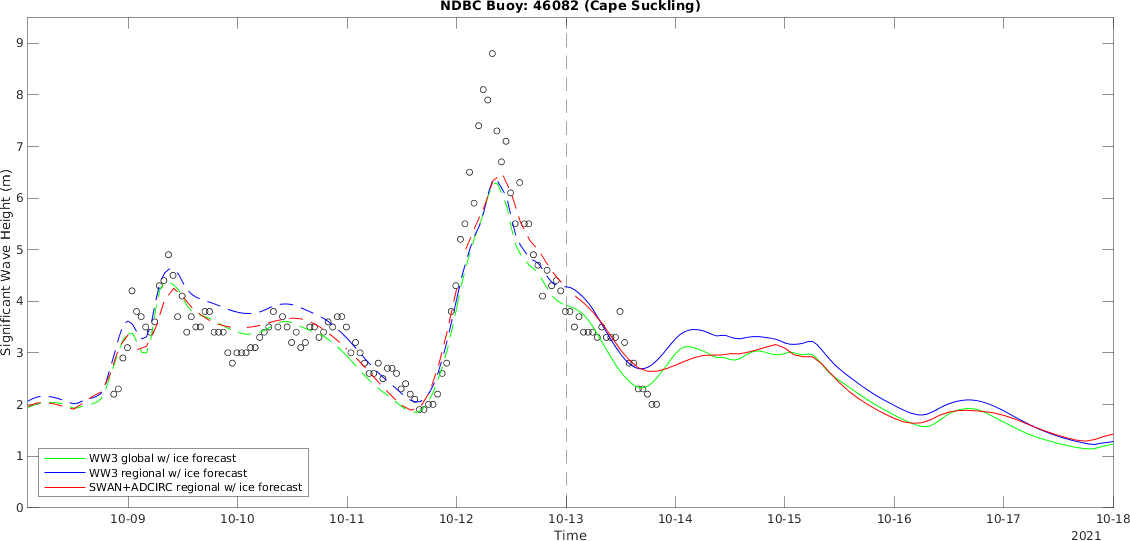 NDBC Buoy: 46082 (Cape Suckling)
Significant Wave Height (m)
9
8
7
6
5
4
3
2
1
0
WW3 global w/ ice forecast
WW3 regional w/ ice forecast
SWAN+ADCIRC regional w/ ice forecast
10-09 10-10 10-11 10-12 10-13 10-14 10-15 10-16 10-17 10-18
Time
2021